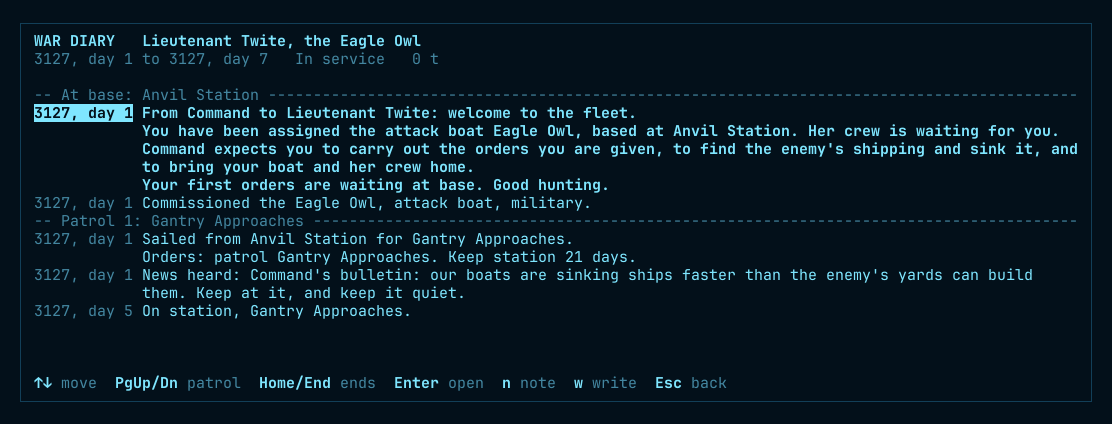 WAR DIARY   Lieutenant Twite, the Eagle Owl
3127, day 1 to 3127, day 7   In service   0 t
-- At base: Anvil Station ------------------------------------------------------------------------------------------
3127, day 1 From Command to Lieutenant Twite: welcome to the fleet.
You have been assigned the attack boat Eagle Owl, based at Anvil Station. Her crew is waiting for you.
Command expects you to carry out the orders you are given, to find the enemy's shipping and sink it, and
to bring your boat and her crew home.
Your first orders are waiting at base. Good hunting.
3127, day 1 Commissioned the Eagle Owl, attack boat, military.
-- Patrol 1: Gantry Approaches -------------------------------------------------------------------------------------
3127, day 1 Sailed from Anvil Station for Gantry Approaches.
Orders: patrol Gantry Approaches. Keep station 21 days.
3127, day 1 News heard: Command's bulletin: our boats are sinking ships faster than the enemy's yards can build
them. Keep at it, and keep it quiet.
3127, day 5 On station, Gantry Approaches.
↑↓ move  PgUp/Dn patrol  Home/End ends  Enter open  n note  w write  Esc back